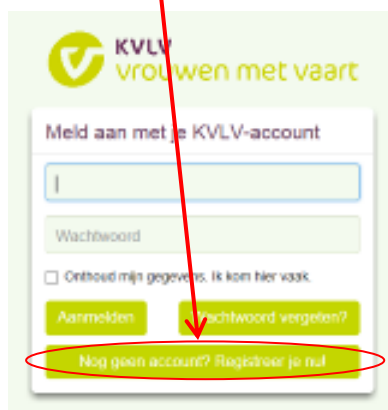 KVLV
vrouwen met vaart
Meld aan met je KVLV-account
Wachtwoord
Onthoud mijn gegevens. Ik kom hier vaak.
Aanmelden
Wachtwoord vergeten?
Nog geen account? Registreer je nu!